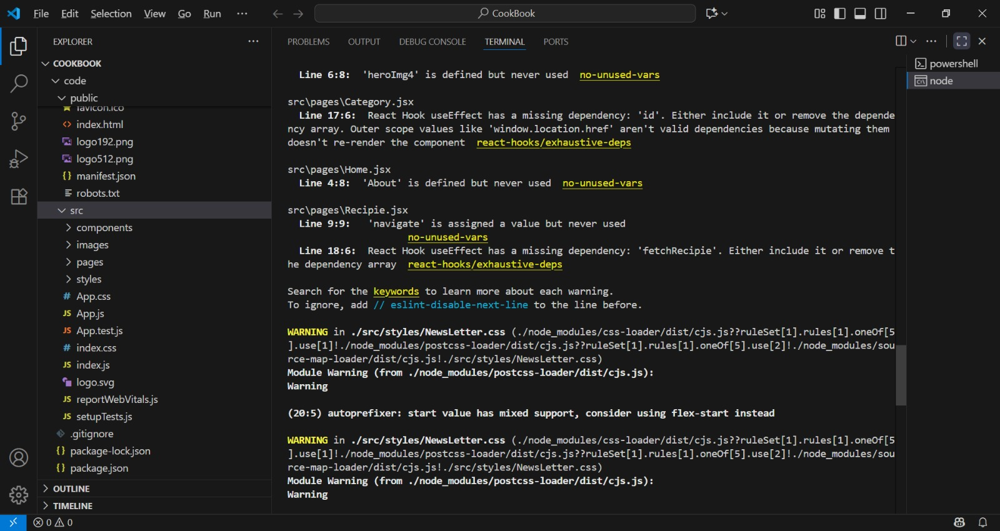 File Edit Selection View Go Run ···
CookBook
EXPLORER
COOKBOOK
code
public
favicon.ico
index.html
logo192.png
logo512.png
manifest.json
robots.txt
src
components
images
pages
styles
App.css
App.js
App.test.js
index.css
index.js
logo.svg
reportWebVitals.js
setupTests.js
.gitignore
package-lock.json
package.json
OUTLINE
TIMELINE
PROBLEMS OUTPUT DEBUG CONSOLE TERMINAL PORTS
Line 6:8: 'heroImg4' is defined but never used no-unused-vars
src\pages\Category.jsx
Line 17:6: React Hook useEffect has a missing dependency: 'id'. Either include it or remove the depende
ncy array. Outer scope values like 'window.location.href' aren't valid dependencies because mutating them
doesn't re-render the component react-hooks/exhaustive-deps
src\pages\Home.jsx
Line 4:8: 'About' is defined but never used no-unused-vars
src\pages\Recipie.jsx
Line 9:9: 'navigate' is assigned a value but never used
no-unused-vars
Line 18:6: React Hook useEffect has a missing dependency: 'fetchRecipie'. Either include it or remove t
he dependency array react-hooks/exhaustive-deps
Search for the keywords to learn more about each warning.
To ignore, add // eslint-disable-next-line to the line before.
WARNING in ./src/styles/NewsLetter.css (./node_modules/css-loader/dist/cjs.js??ruleSet[1].rules[1].oneOf[5
].use[1]!./node_modules/postcss-loader/dist/cjs.js??ruleSet[1].rules[1].oneOf[5].use[2]!./node_modules/sou
rce-map-loader/dist/cjs.js!./src/styles/NewsLetter.css)
Module Warning (from ./node_modules/postcss-loader/dist/cjs.js):
Warning
(20:5) autoprefixer: start value has mixed support, consider using flex-start instead
WARNING in ./src/styles/NewsLetter.css (./node_modules/css-loader/dist/cjs.js??ruleSet[1].rules[1].oneOf[5
].use[1]!./node_modules/postcss-loader/dist/cjs.js??ruleSet[1].rules[1].oneOf[5].use[2]!./node_modules/sou
rce-map-loader/dist/cjs.js!./src/styles/NewsLetter.css)
Module Warning (from ./node_modules/postcss-loader/dist/cjs.js):
Warning
powershell
node
0 0